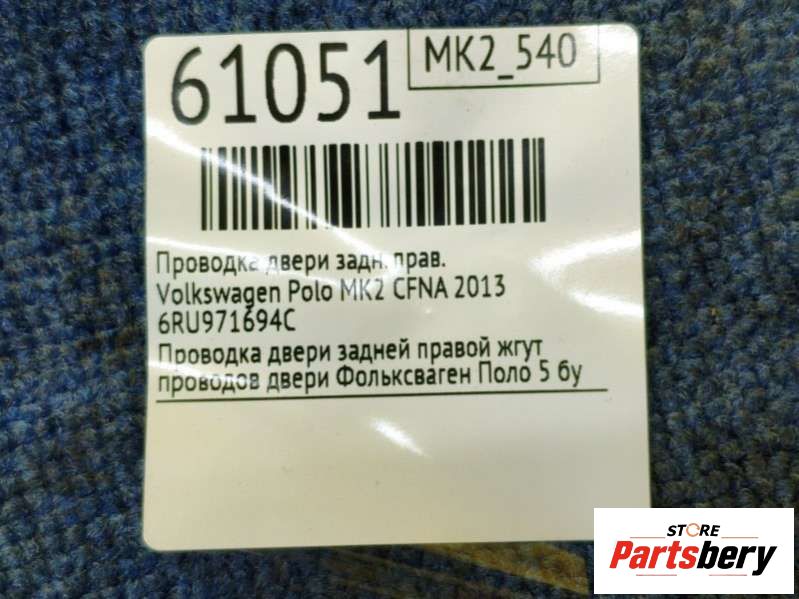 61051
MK2_540
Проводка двери задн. прав.
Volkswagen Polo MK2 CFNA 2013
6RU971694C
Проводка двери задней правой жгут
проводов двери Фольксваген Поло 5 бу
STORE
Partsbery